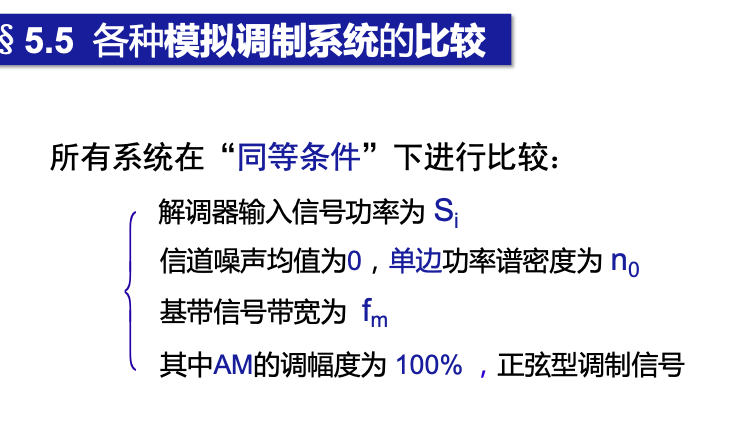 § 5.5 各种模拟调制系统的比较
所有系统在“同等条件”下进行比较：
解调器输入信号功率为 Si
信道噪声均值为0，单边功率谱密度为 n0
基带信号带宽为 fm
其中AM的调幅度为 100% ，正弦型调制信号